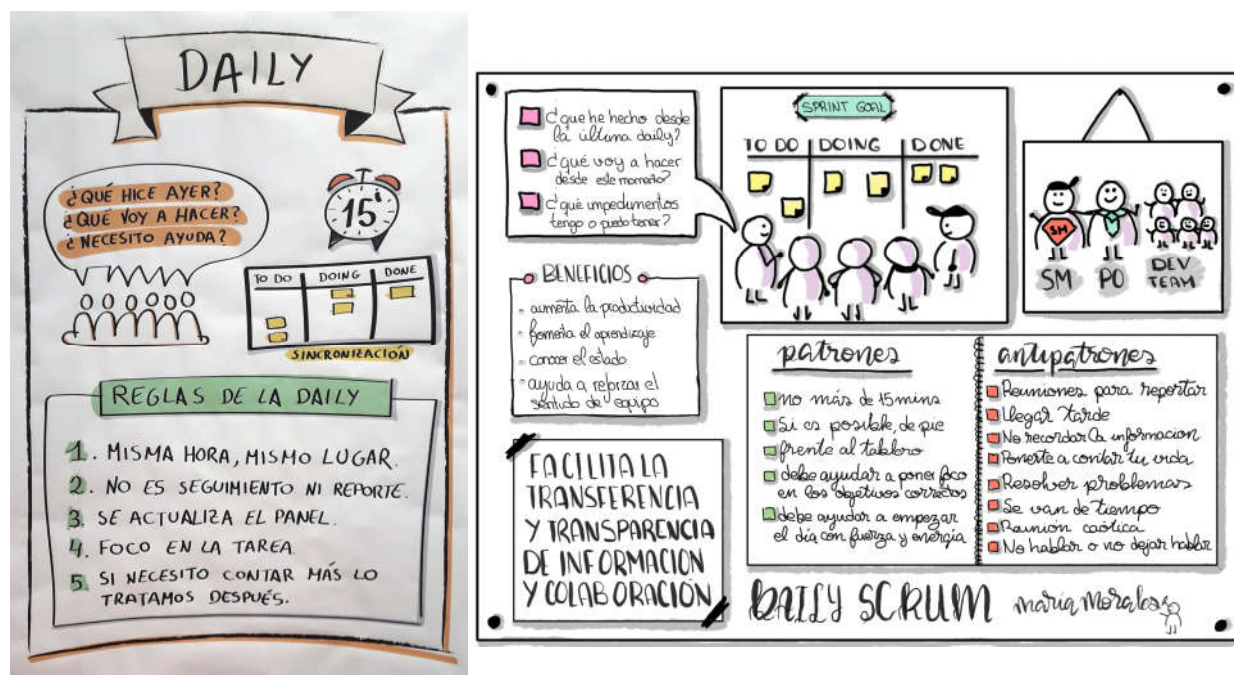 DAILY
¿QUÉ HICE AYER?
¿QUÉ VOY A HACER?
¿NECESITO AYUDA?
15'
TO DO
DOING
DONE
SINCRONIZACIÓN
REGLAS DE LA DAILY
1. MISMA HORA, MISMO LUGAR.
2. NO ES SEGUIMIENTO NI REPORTE.
3. SE ACTUALIZA EL PANEL.
4. FOCO EN LA TAREA.
5. SI NECESITO CONTAR MÁS LO
TRATAMOS DESPUÉS.
¿que he hecho desde
la última daily?
¿qué voy a hacer
desde este momento?
¿qué impedimentos
tengo o puedo tener?
BENEFICIOS
aumenta la productividad
fomenta el aprendizaje
conocer el estado
ayuda a reforzar el
sentido de equipo
FACILITA LA
TRANSFERENCIA
Y TRANSPARENCIA
DE INFORMACION
Y COLABORACIÓN
SPRINT GOAL
TO DO
DOING
DONE
SM
SM
PO
DEV
TEAM
patrones
no más de 15mins
Si es posible, de pie
frente al tablero
debe ayudar a poner foco
en los objetivos correctos
debe ayudar a empezar
el día con fuerza y energía
antipatrones
Reuniones para reportar
Llegar tarde
No recordar la informacion
Ponerte a contar tu vida
Resolver problemas
Se van de tiempo
Reunión caótica
No hablar o no dejar hablar
DAILY SCRUM
maria morales